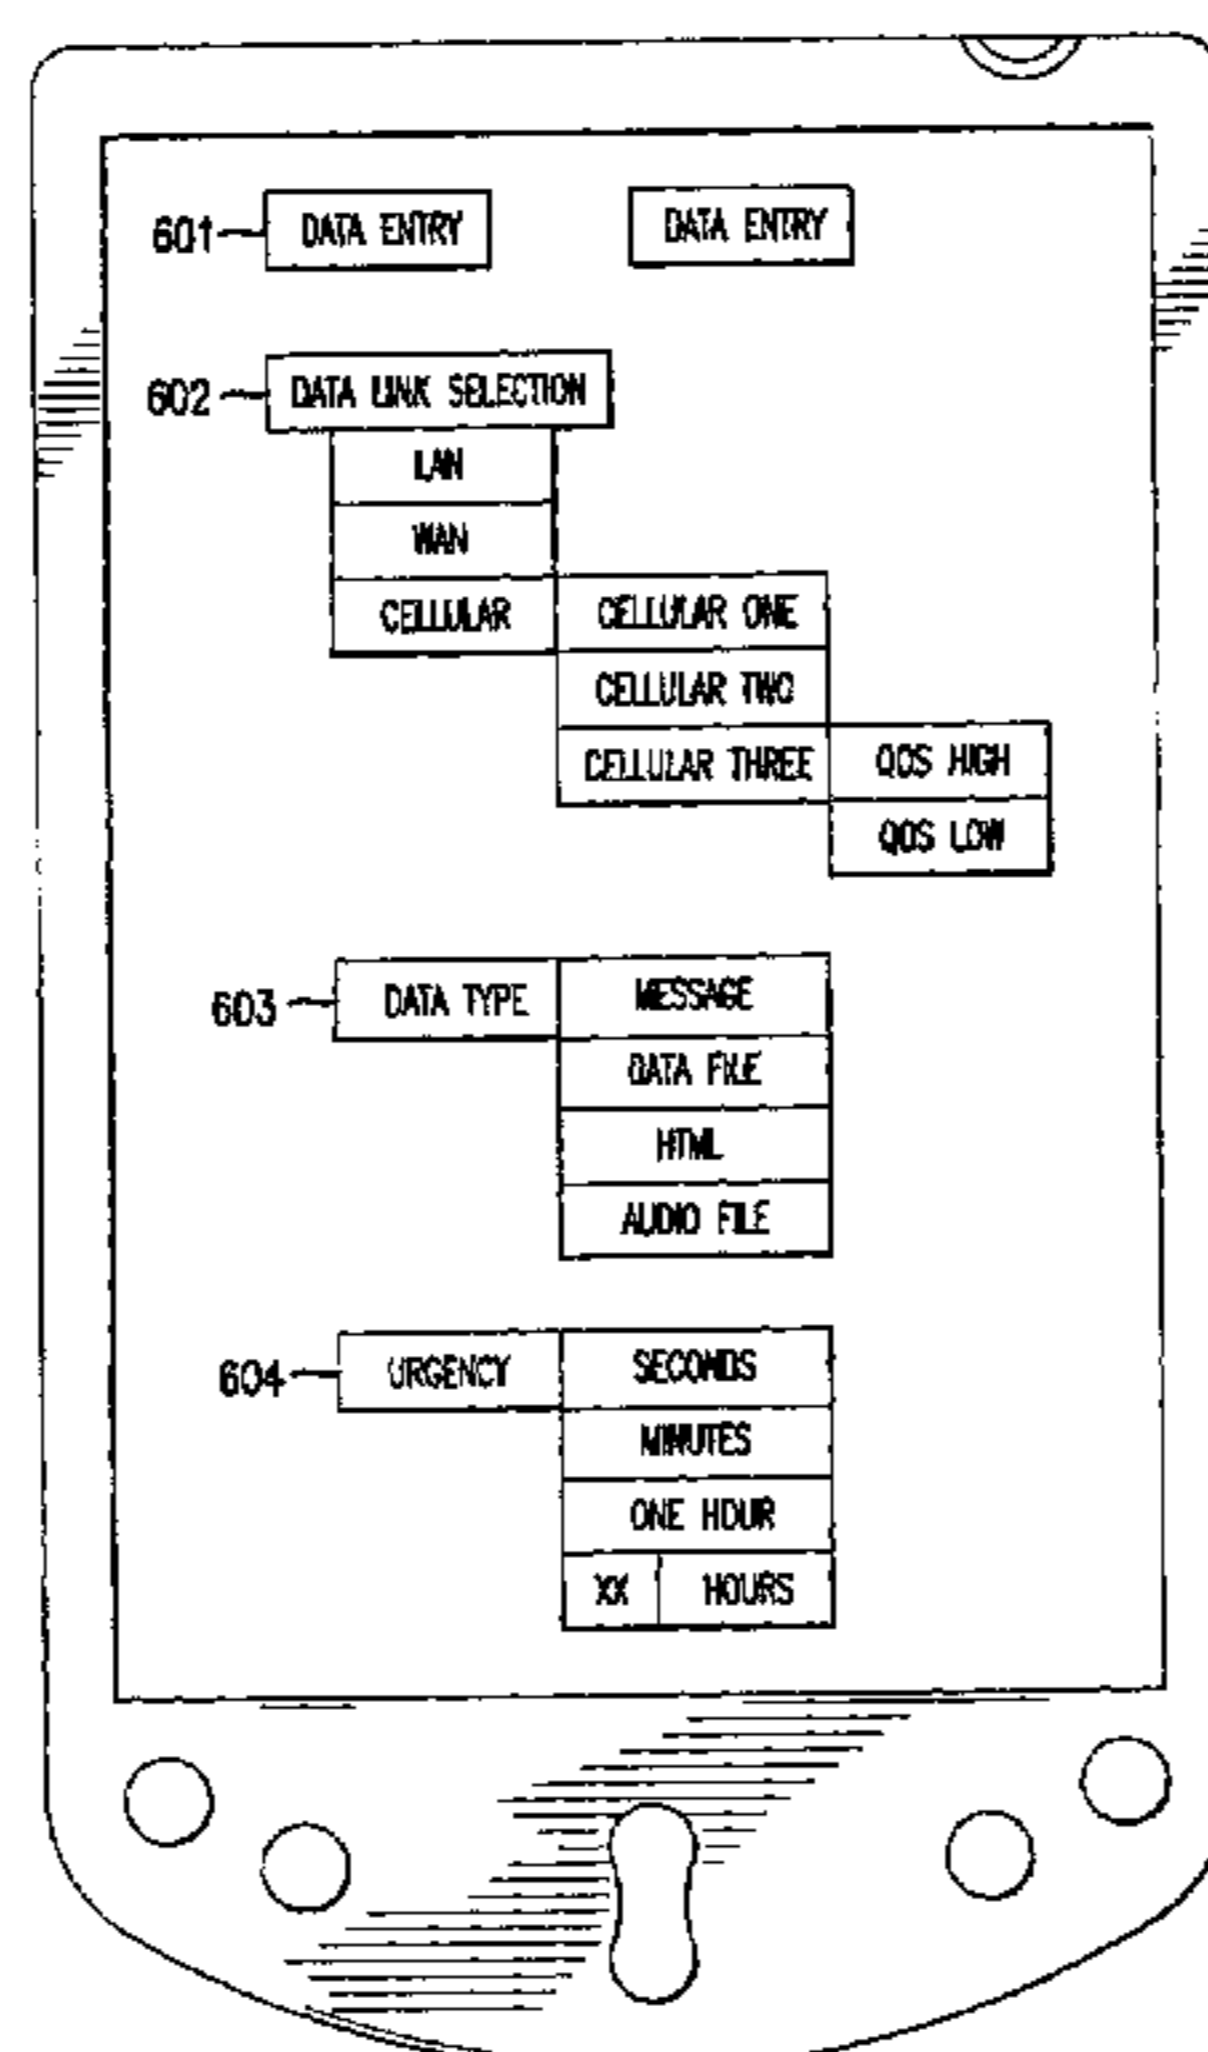 601 DATA ENTRY DATA ENTRY
602 DATA LINK SELECTION
LAN
WAN
CELLULAR CELLULAR ONE
CELLULAR TWO
CELLULAR THREE QOS HIGH
QOS LOW
603 DATA TYPE MESSAGE
DATA FILE
HTML
AUDIO FILE
604 URGENCY SECONDS
MINUTES
ONE HOUR
XX HOURS